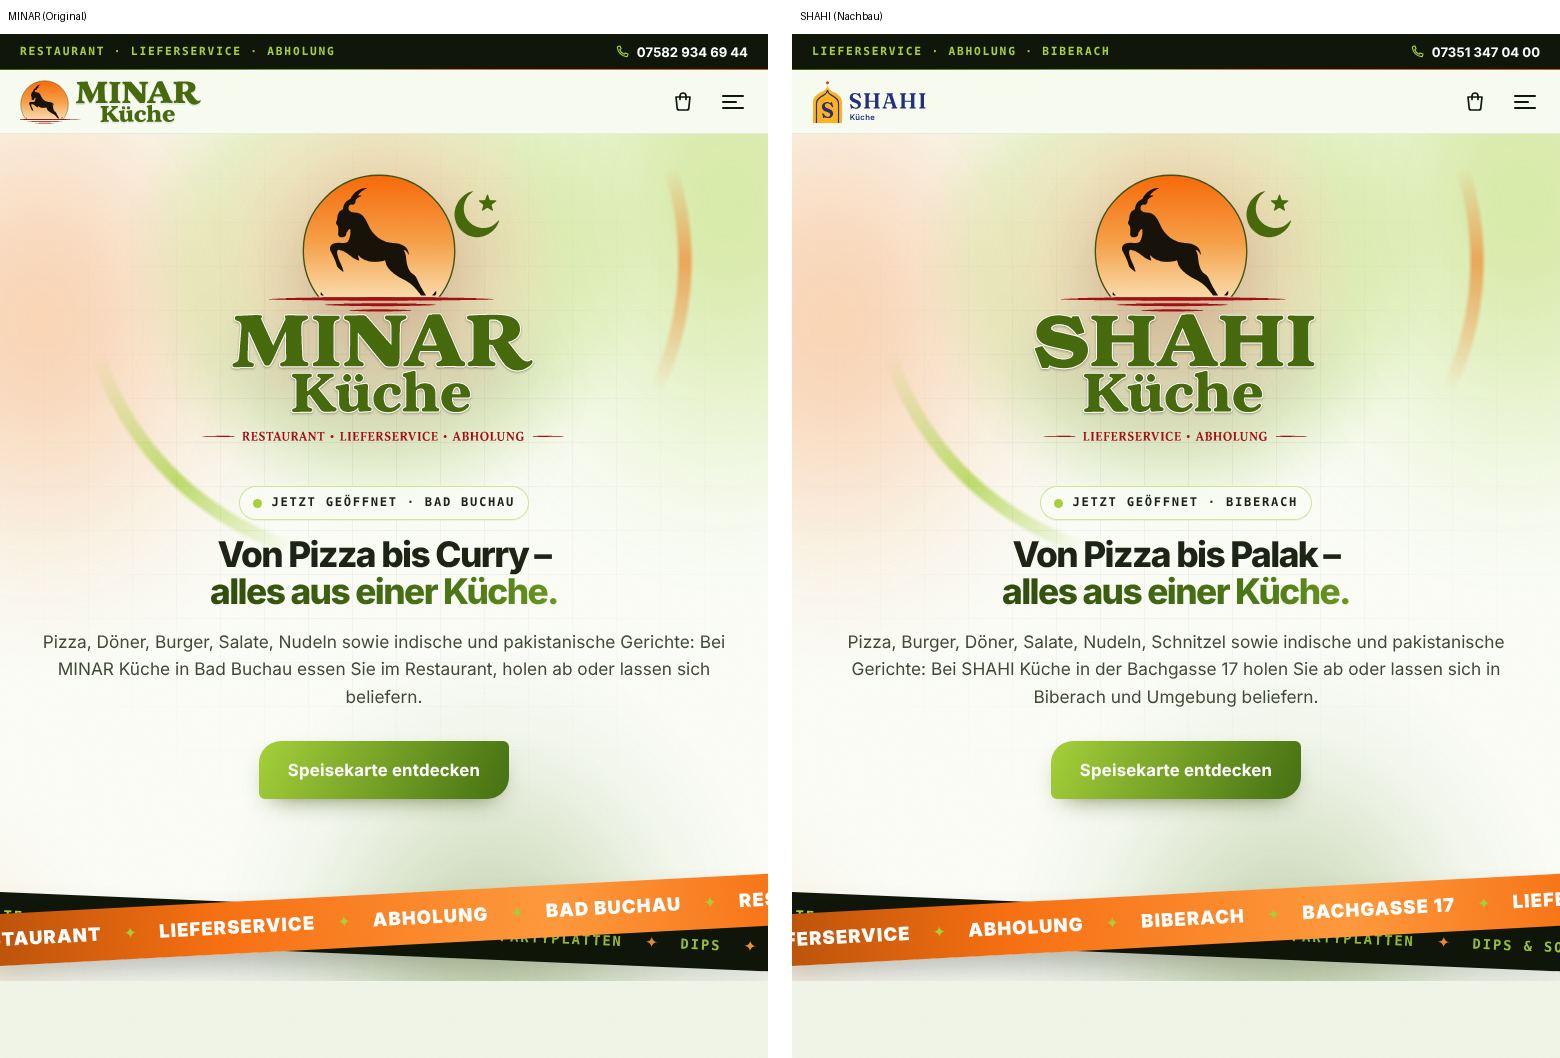 MINAR (Original)
RESTAURANT · LIEFERSERVICE · ABHOLUNG
07582 934 69 44
MINAR
Küche
MINAR
Küche
RESTAURANT • LIEFERSERVICE • ABHOLUNG
JETZT GEÖFFNET · BAD BUCHAU
Von Pizza bis Curry –
alles aus einer Küche.
Pizza, Döner, Burger, Salate, Nudeln sowie indische und pakistanische Gerichte: Bei
MINAR Küche in Bad Buchau essen Sie im Restaurant, holen ab oder lassen sich
beliefern.
Speisekarte entdecken
TAURANT ✦ LIEFERSERVICE ✦ ABHOLUNG ✦ BAD BUCHAU ✦ RES
DIPS ✦
SHAHI (Nachbau)
LIEFERSERVICE · ABHOLUNG · BIBERACH
07351 347 04 00
S
SHAHI
Küche
SHAHI
Küche
LIEFERSERVICE • ABHOLUNG
JETZT GEÖFFNET · BIBERACH
Von Pizza bis Palak –
alles aus einer Küche.
Pizza, Burger, Döner, Salate, Nudeln, Schnitzel sowie indische und pakistanische
Gerichte: Bei SHAHI Küche in der Bachgasse 17 holen Sie ab oder lassen sich in
Biberach und Umgebung beliefern.
Speisekarte entdecken
FERSERVICE ✦ ABHOLUNG ✦ BIBERACH ✦ BACHGASSE 17 ✦ LIEFE
✦ DIPS & SO